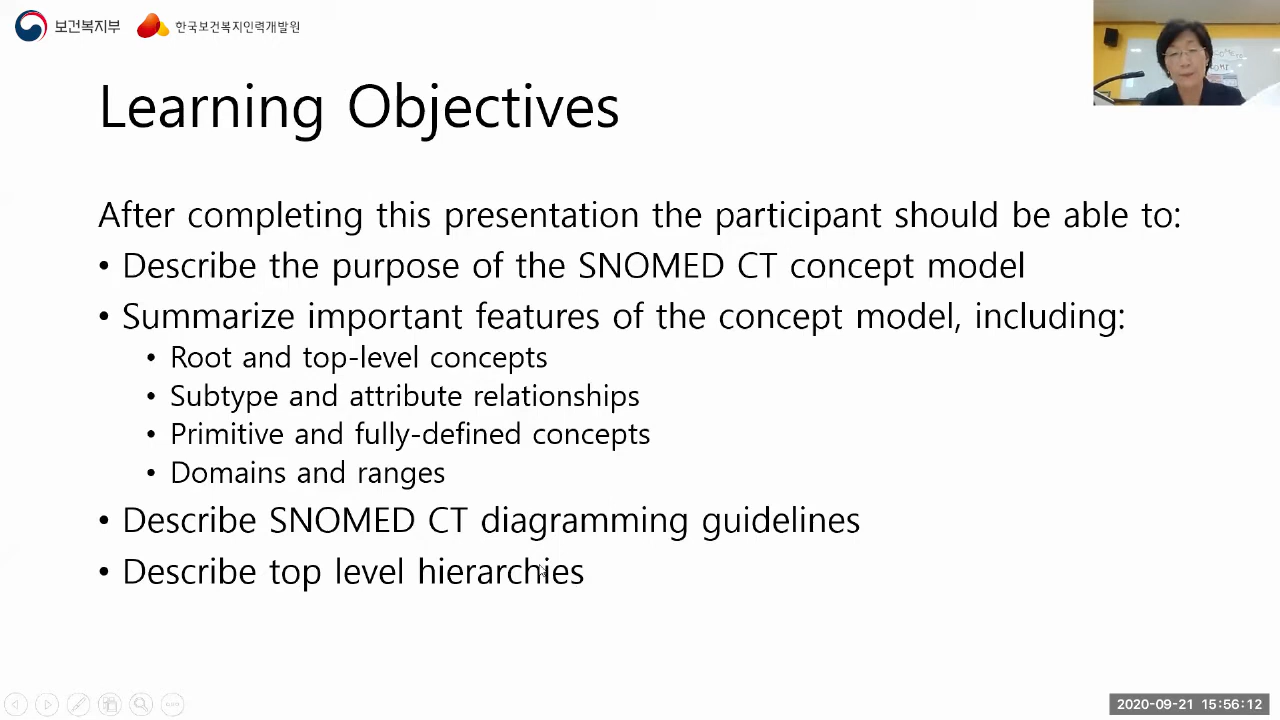 보건복지부 한국보건복지인력개발원
Learning Objectives
After completing this presentation the participant should be able to:
• Describe the purpose of the SNOMED CT concept model
• Summarize important features of the concept model, including:
• Root and top-level concepts
• Subtype and attribute relationships
• Primitive and fully-defined concepts
• Domains and ranges
• Describe SNOMED CT diagramming guidelines
• Describe top level hierarchies
2020-09-21 15:56:12